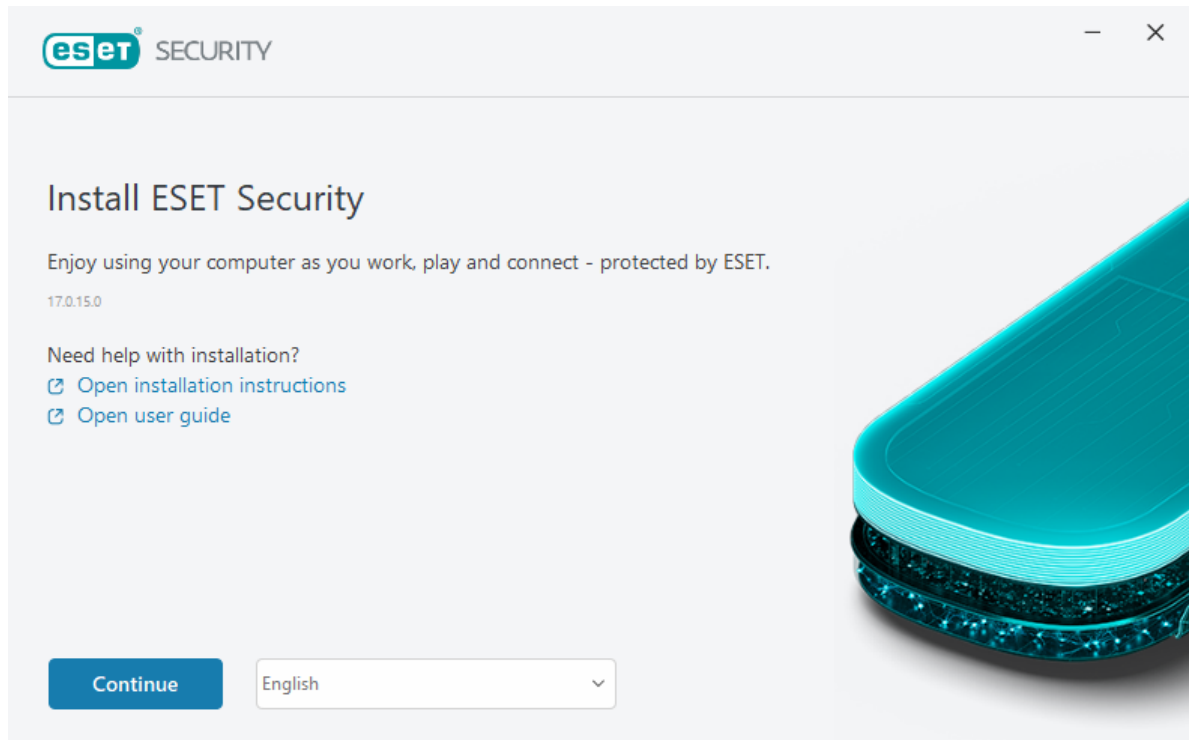 eset® SECURITY
Install ESET Security
Enjoy using your computer as you work, play and connect - protected by ESET.
17.0.15.0
Need help with installation?
Open installation instructions
Open user guide
Continue
English